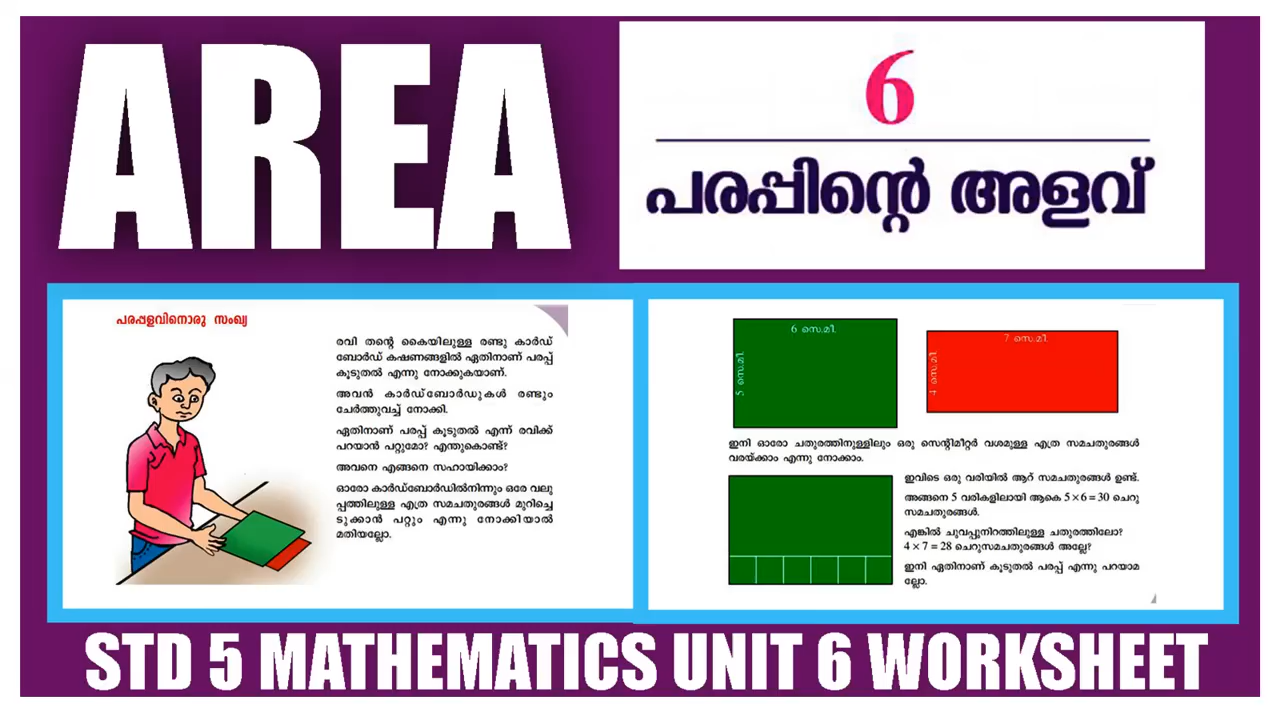 AREA
6
പരപ്പിന്റെ അളവ്
പരപ്പളവിനൊരു സംഖ്യ
രവി തന്റെ കൈയിലുള്ള രണ്ടു കാർഡ്
ബോർഡ് കഷണങ്ങളിൽ ഏതിനാണ് പരപ്പ്
കൂടുതൽ എന്നു നോക്കുകയാണ്.
അവൻ കാർഡ്ബോർഡുകൾ രണ്ടും
ചേർത്തുവച്ച് നോക്കി.
ഏതിനാണ് പരപ്പ് കൂടുതൽ എന്ന് രവിക്ക്
പറയാൻ പറ്റുമോ? എന്തുകൊണ്ട്?
അവനെ എങ്ങനെ സഹായിക്കാം?
ഓരോ കാർഡ്ബോർഡിൽനിന്നും ഒരേ വലു
പ്പത്തിലുള്ള എത്ര സമചതുരങ്ങൾ മുറിച്ചെ
ടുക്കാൻ പറ്റും എന്നു നോക്കിയാൽ
മതിയല്ലോ.
6 സെ.മീ.
5 സെ.മീ.
7 സെ.മീ.
4 സെ.മീ.
ഇനി ഓരോ ചതുരത്തിനുള്ളിലും ഒരു സെന്റിമീറ്റർ വശമുള്ള എത്ര സമചതുരങ്ങൾ
വരയ്ക്കാം എന്നു നോക്കാം.
ഇവിടെ ഒരു വരിയിൽ ആറ് സമചതുരങ്ങൾ ഉണ്ട്.
അങ്ങനെ 5 വരികളിലായി ആകെ 5 × 6 = 30 ചെറു
സമചതുരങ്ങൾ.
എങ്കിൽ ചുവപ്പുനിറത്തിലുള്ള ചതുരത്തിലോ?
4 × 7 = 28 ചെറുസമചതുരങ്ങൾ അല്ലേ?
ഇനി ഏതിനാണ് കൂടുതൽ പരപ്പ് എന്നു പറയാമ
ല്ലോ.
STD 5 MATHEMATICS UNIT 6 WORKSHEET